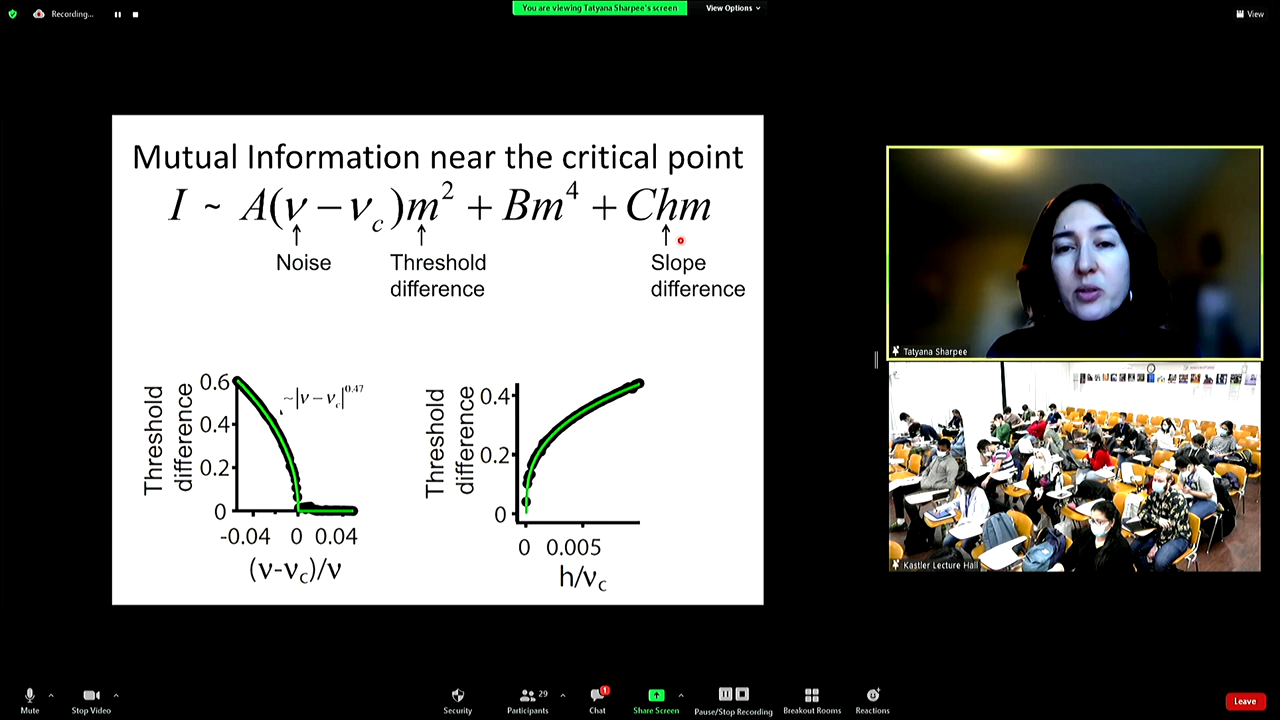 Recording...
You are viewing Tatyana Sharpee's screen
View Options
View
Mutual Information near the critical point
I ~ A(ν − ν_c)m² + Bm⁴ + Chm
Noise
Threshold
difference
Slope
difference
Threshold
difference
0.6
0.4
0.2
0
~|ν − ν_c|^0.47
-0.04 0 0.04
(ν-ν_c)/ν
Threshold
difference
0.4
0.2
0
0 0.005
h/ν_c
Tatyana Sharpee
Kastler Lecture Hall
Mute
Stop Video
Security
Participants
29
Chat
1
Share Screen
Pause/Stop Recording
Breakout Rooms
Reactions
Leave